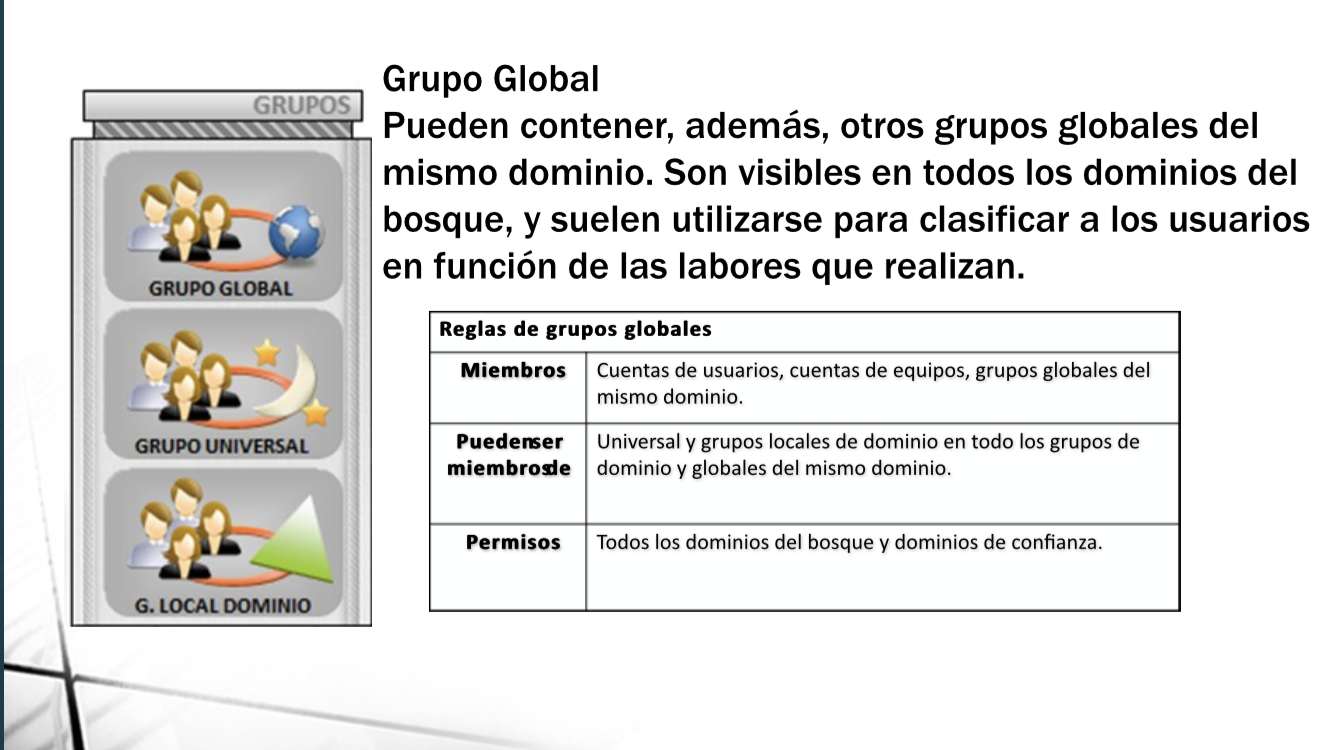 GRUPOS
GRUPO GLOBAL
GRUPO UNIVERSAL
G. LOCAL DOMINIO
Grupo Global
Pueden contener, además, otros grupos globales del
mismo dominio. Son visibles en todos los dominios del
bosque, y suelen utilizarse para clasificar a los usuarios
en función de las labores que realizan.
Reglas de grupos globales
Miembros
Cuentas de usuarios, cuentas de equipos, grupos globales del
mismo dominio.
Pueden ser
miembros de
Universal y grupos locales de dominio en todo los grupos de
dominio y globales del mismo dominio.
Permisos
Todos los dominios del bosque y dominios de confianza.